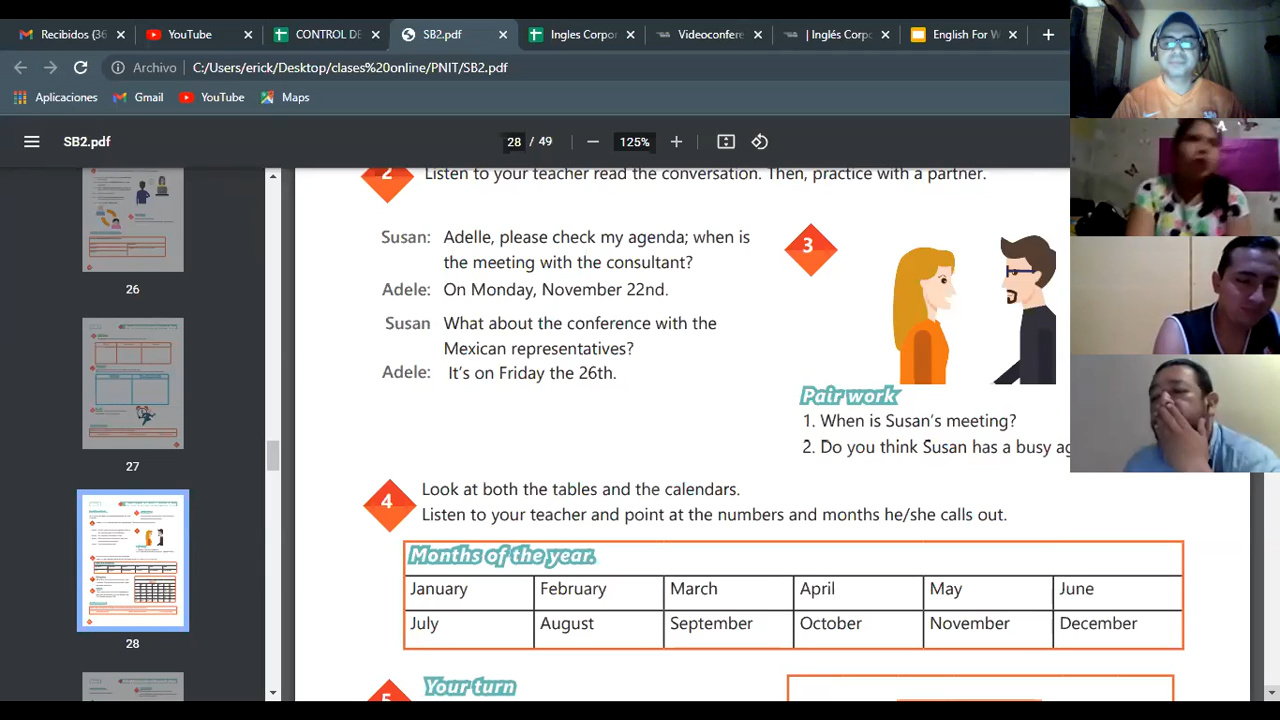 Recibidos (36
YouTube
CONTROL DE
SB2.pdf
Ingles Corpor
Videoconfere
| Inglés Corp
English For W
Archivo
C:/Users/erick/Desktop/clases%20online/PNIT/SB2.pdf
Aplicaciones
Gmail
YouTube
Maps
SB2.pdf
28 / 49
125%
26
27
28
2
Listen to your teacher read the conversation. Then, practice with a partner.
Susan: Adelle, please check my agenda; when is
the meeting with the consultant?
Adele: On Monday, November 22nd.
Susan What about the conference with the
Mexican representatives?
Adele: It's on Friday the 26th.
3
Pair work
1. When is Susan's meeting?
2. Do you think Susan has a busy ag
4
Look at both the tables and the calendars.
Listen to your teacher and point at the numbers and months he/she calls out.
Months of the year.
January February March April May June
July August September October November December
5
Your turn